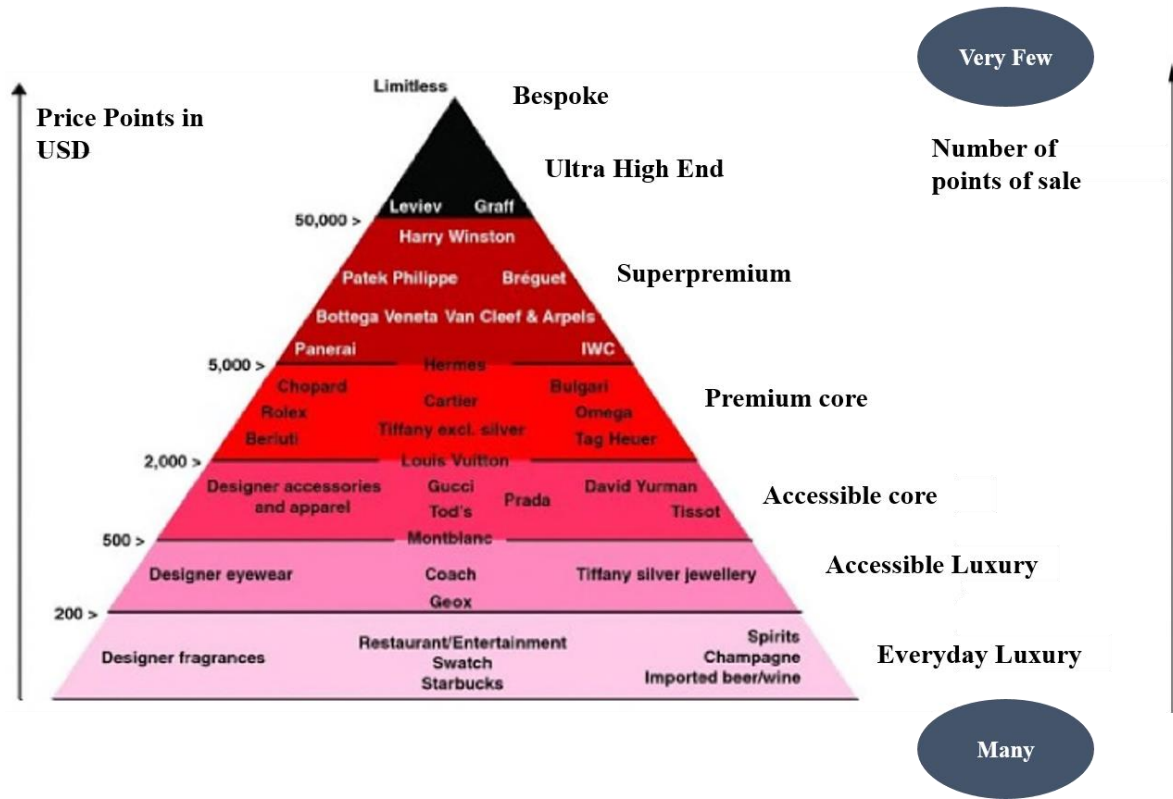 Very Few
Limitless
Bespoke
Price Points in
USD
Number of
points of sale
Ultra High End
Leviev Graff
50,000 >
Harry Winston
Patek Philippe Bréguet
Superpremium
Bottega Veneta Van Cleef & Arpels
Panerai IWC
5,000 > Hermes
Chopard Bulgari
Cartier
Premium core
Rolex Omega
Tiffany excl. silver
Berluti Tag Heuer
2,000 > Louis Vuitton
Designer accessories Gucci David Yurman
and apparel Prada
Accessible core
Tod's Tissot
500 > Montblanc
Accessible Luxury
Designer eyewear Coach Tiffany silver jewellery
Geox
200 >
Restaurant/Entertainment Spirits
Designer fragrances Swatch Champagne
Everyday Luxury
Starbucks Imported beer/wine
Many